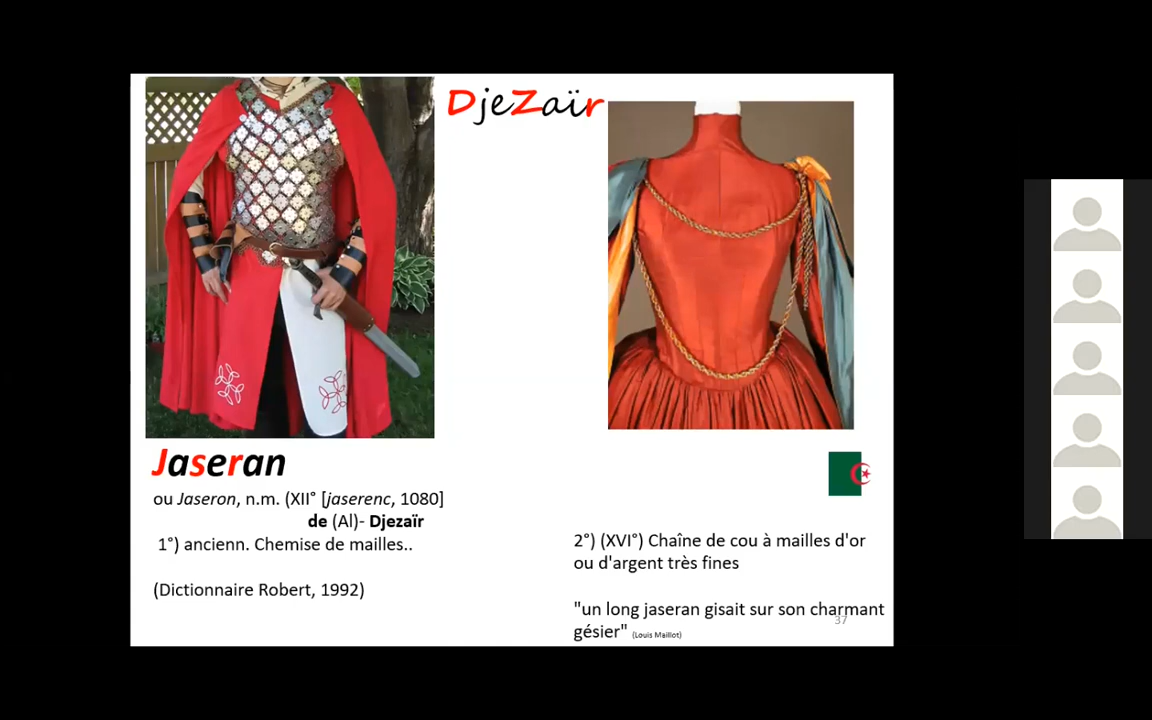 DjeZaïr
Jaseran
ou Jaseron, n.m. (XII° [jaserenc, 1080]
de (Al)- Djezaïr
1°) ancienn. Chemise de mailles..
(Dictionnaire Robert, 1992)
2°) (XVI°) Chaîne de cou à mailles d'or
ou d'argent très fines
"un long jaseran gisait sur son charmant
gésier" (Louis Maillot)
37